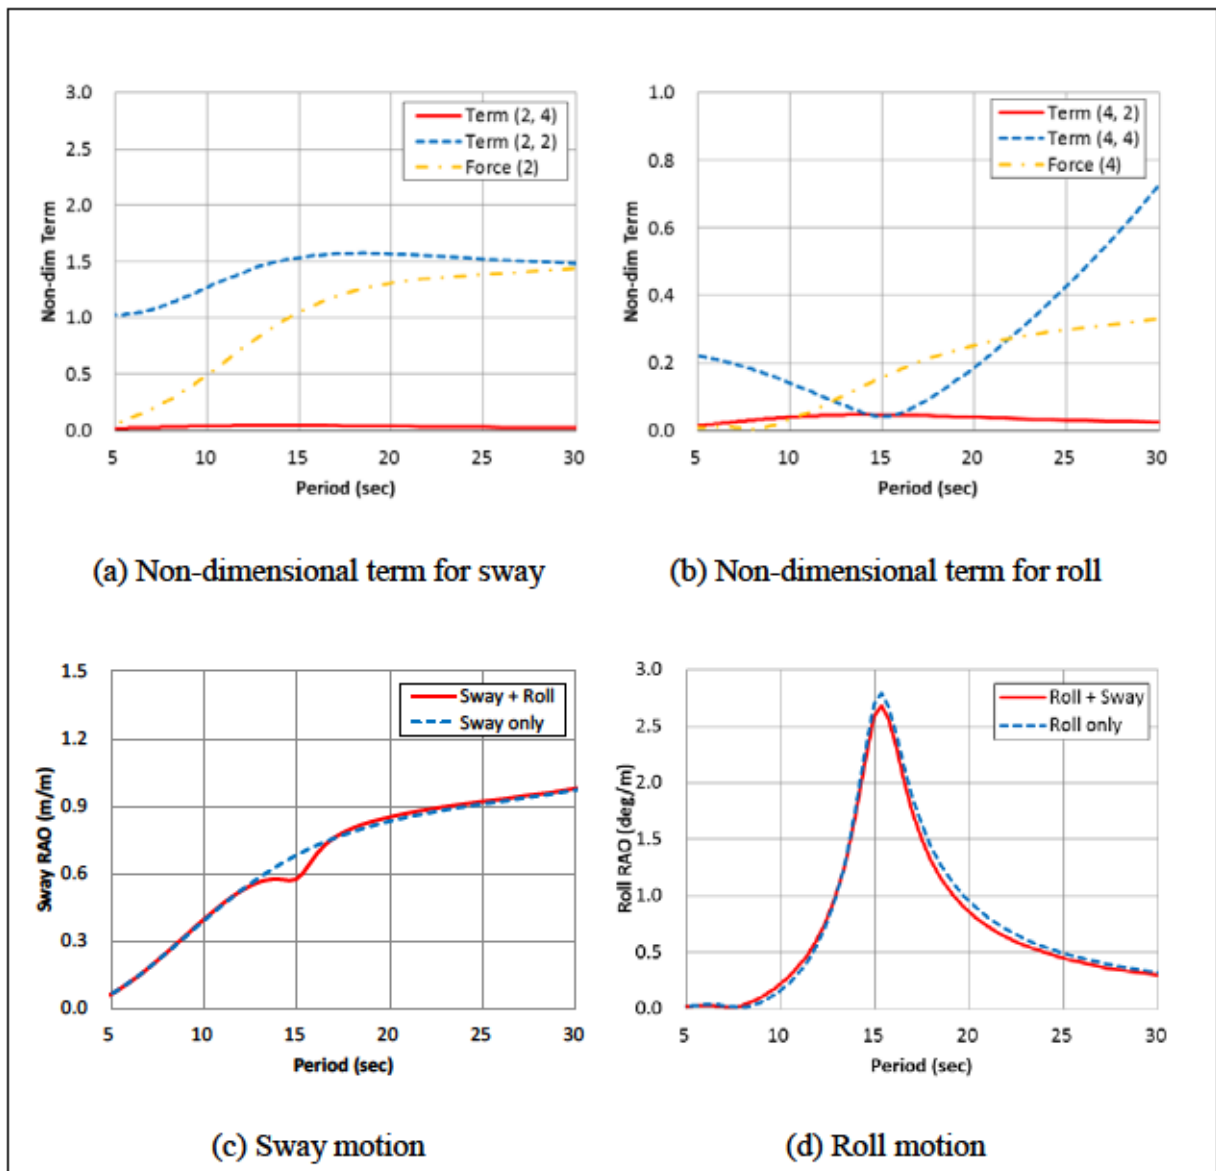 3.0
2.5
2.0
1.5
1.0
0.5
0.0
Non-dim Term
Term (2, 4)
Term (2, 2)
Force (2)
5 10 15 20 25 30
Period (sec)
(a) Non-dimensional term for sway
1.0
0.8
0.6
0.4
0.2
0.0
Non-dim Term
Term (4, 2)
Term (4, 4)
Force (4)
5 10 15 20 25 30
Period (sec)
(b) Non-dimensional term for roll
1.5
1.2
0.9
0.6
0.3
0.0
Sway RAO (m/m)
Sway + Roll
Sway only
5 10 15 20 25 30
Period (sec)
(c) Sway motion
3.0
2.5
2.0
1.5
1.0
0.5
0.0
Roll RAO (deg/m)
Roll + Sway
Roll only
5 10 15 20 25 30
Period (sec)
(d) Roll motion